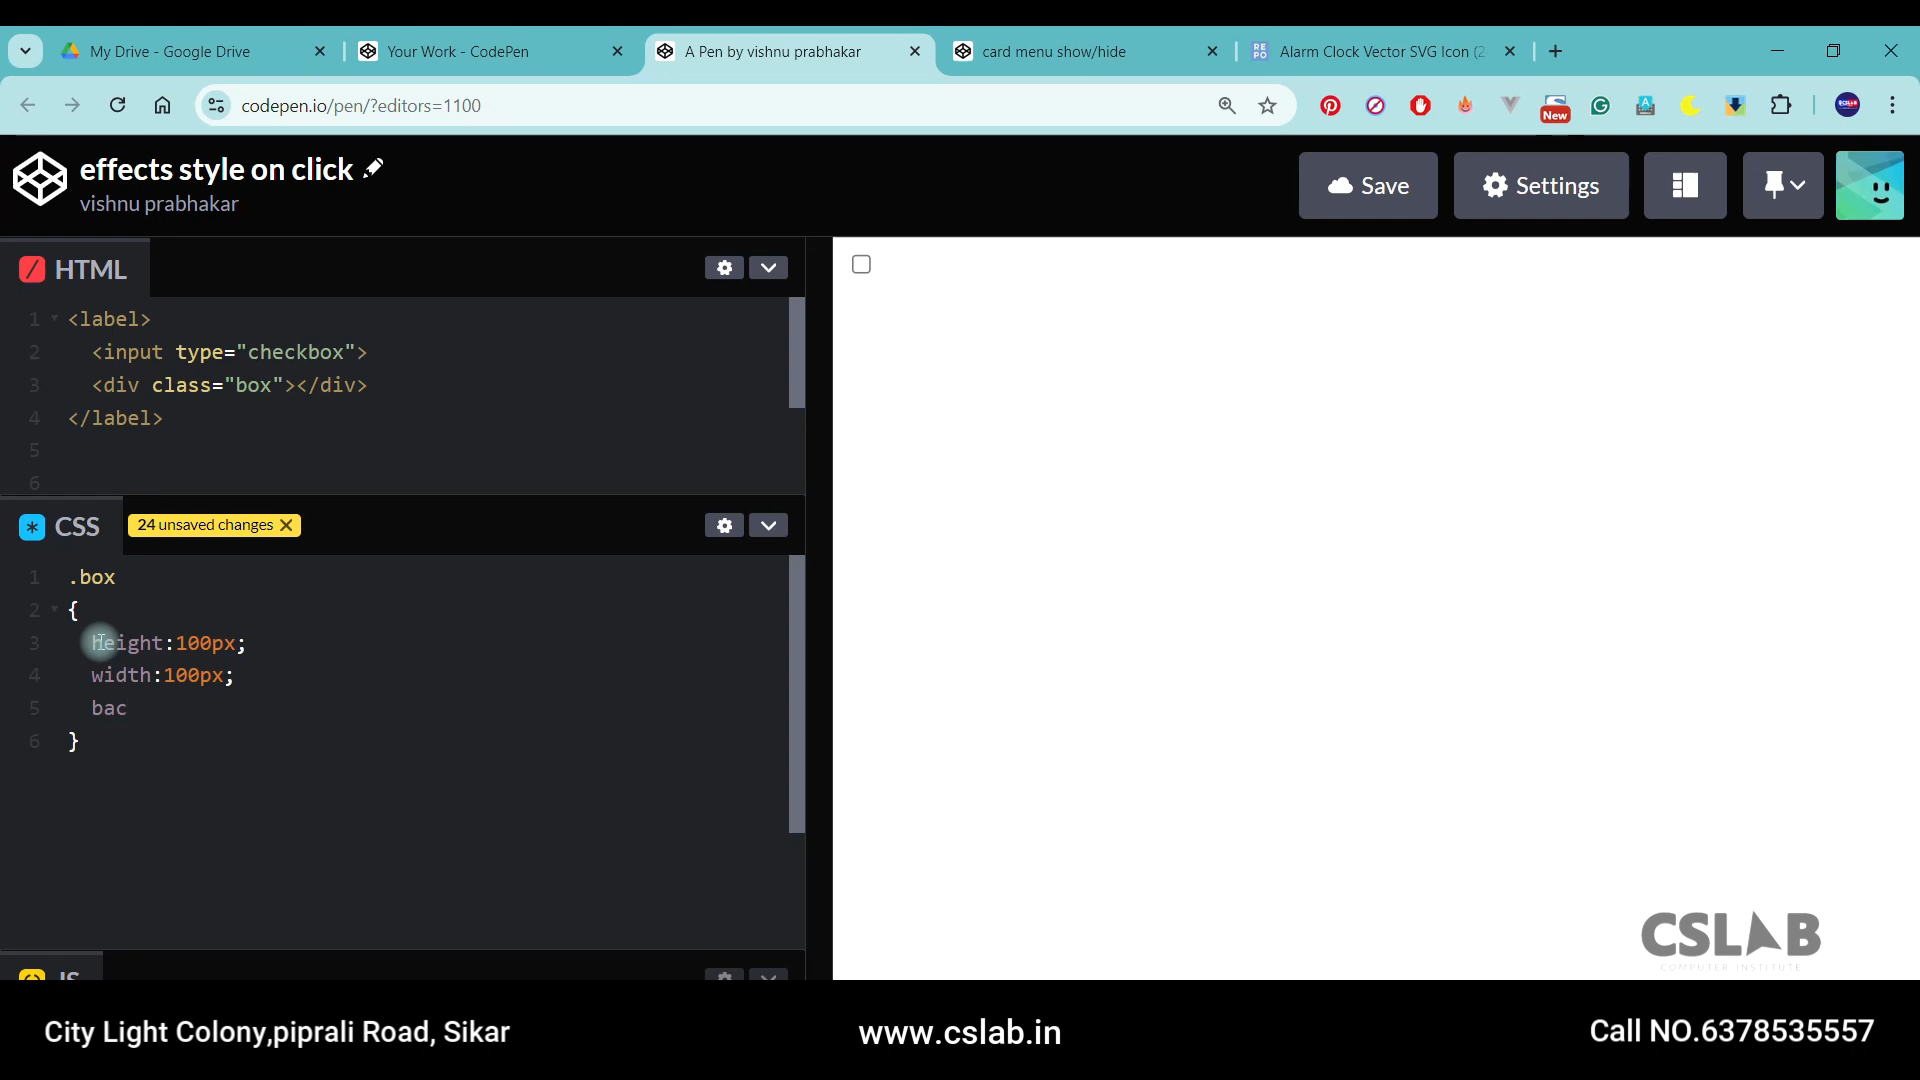 My Drive - Google Drive
Your Work - CodePen
A Pen by vishnu prabhakar
card menu show/hide
Alarm Clock Vector SVG Icon (2
codepen.io/pen/?editors=1100
New
effects style on click
vishnu prabhakar
Save
Settings
HTML
1 <label>
2 <input type="checkbox">
3 <div class="box"></div>
4 </label>
5
6
CSS
24 unsaved changes
1 .box
2 {
3 height:100px;
4 width:100px;
5 bac
6 }
JS
CSLAB
COMPUTER INSTITUTE
City Light Colony,piprali Road, Sikar
www.cslab.in
Call NO.6378535557